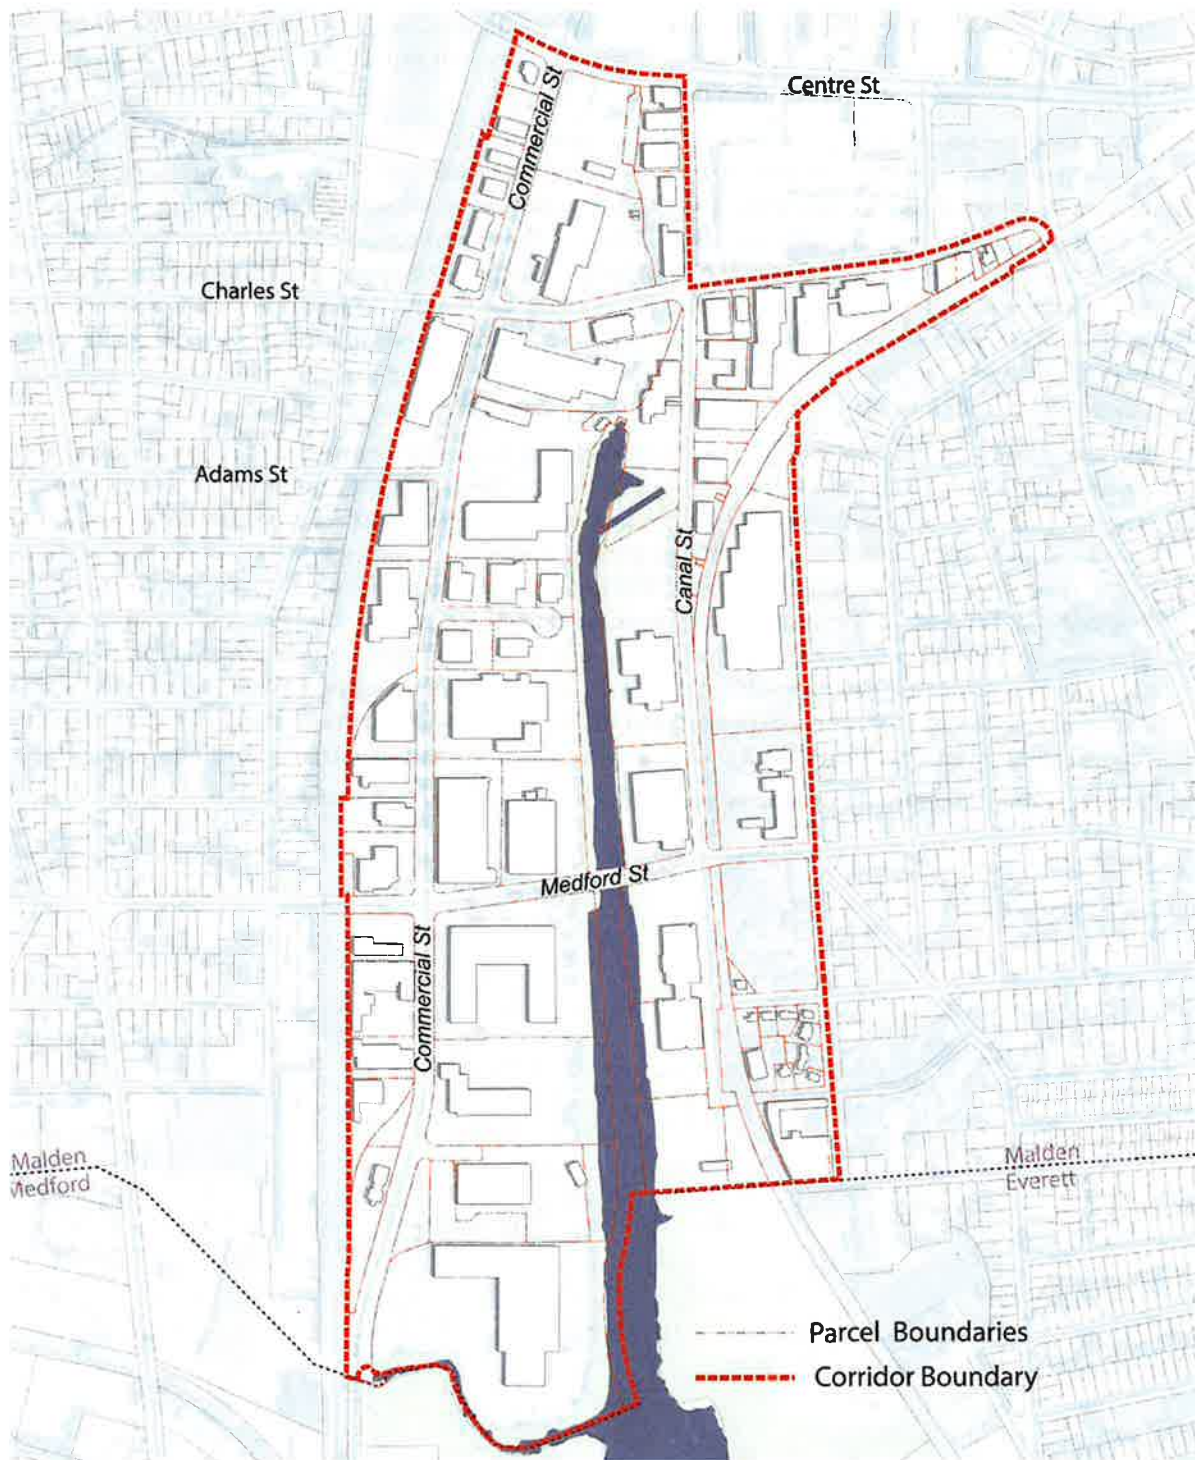 Centre St
Commercial St
Charles St
Adams St
Canal St
Medford St
Commercial St
Malden
Medford
Malden
Everett
Parcel Boundaries
Corridor Boundary